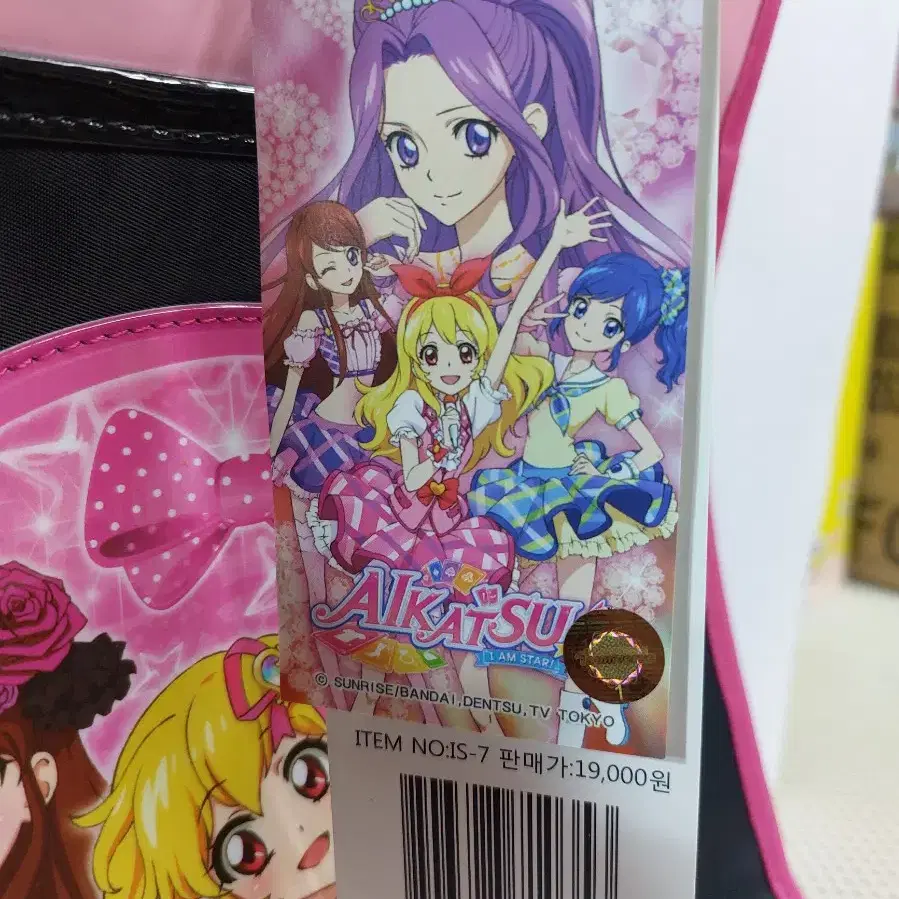 AIKATSU
I AM STAR!
© SUNRISE/BANDAI,DENTSU,TV TOKYO
ITEM NO:IS-7 판매가:19,000원